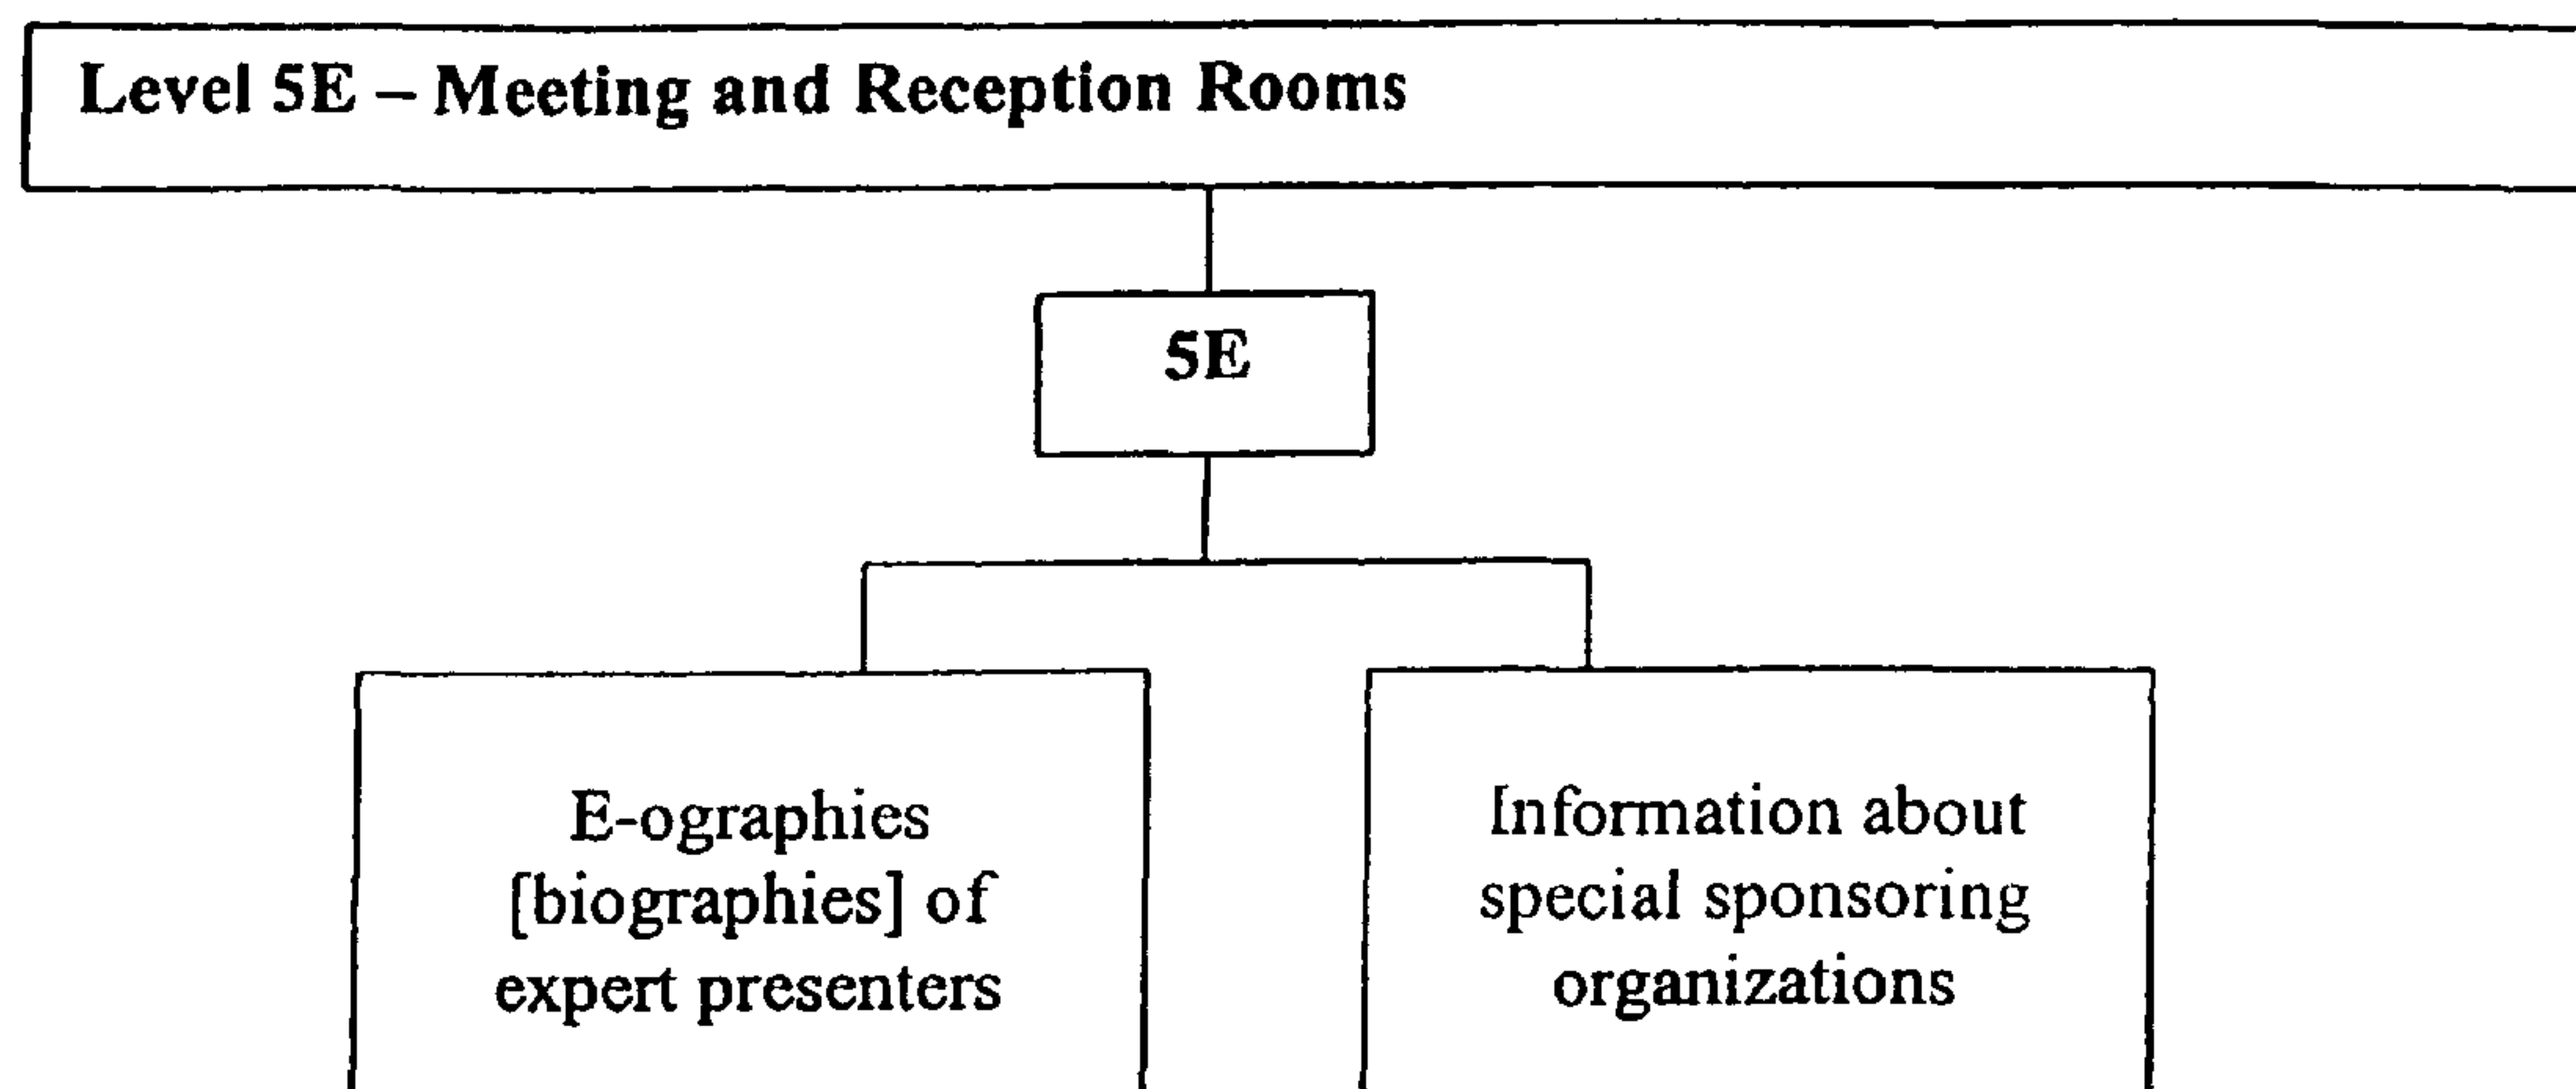 Level 5E – Meeting and Reception Rooms
5E
E-ographies
[biographies] of
expert presenters
Information about
special sponsoring
organizations